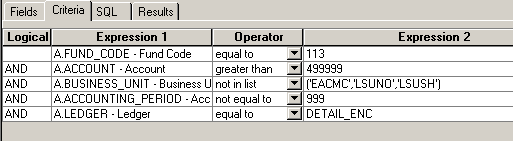 Fields Criteria SQL Results
Logical Expression 1 Operator Expression 2
A.FUND_CODE - Fund Code equal to 113
AND A.ACCOUNT - Account greater than 499999
AND A.BUSINESS_UNIT - Business U not in list ('EACMC','LSUNO','LSUSH')
AND A.ACCOUNTING_PERIOD - Acc not equal to 999
AND A.LEDGER - Ledger equal to DETAIL_ENC